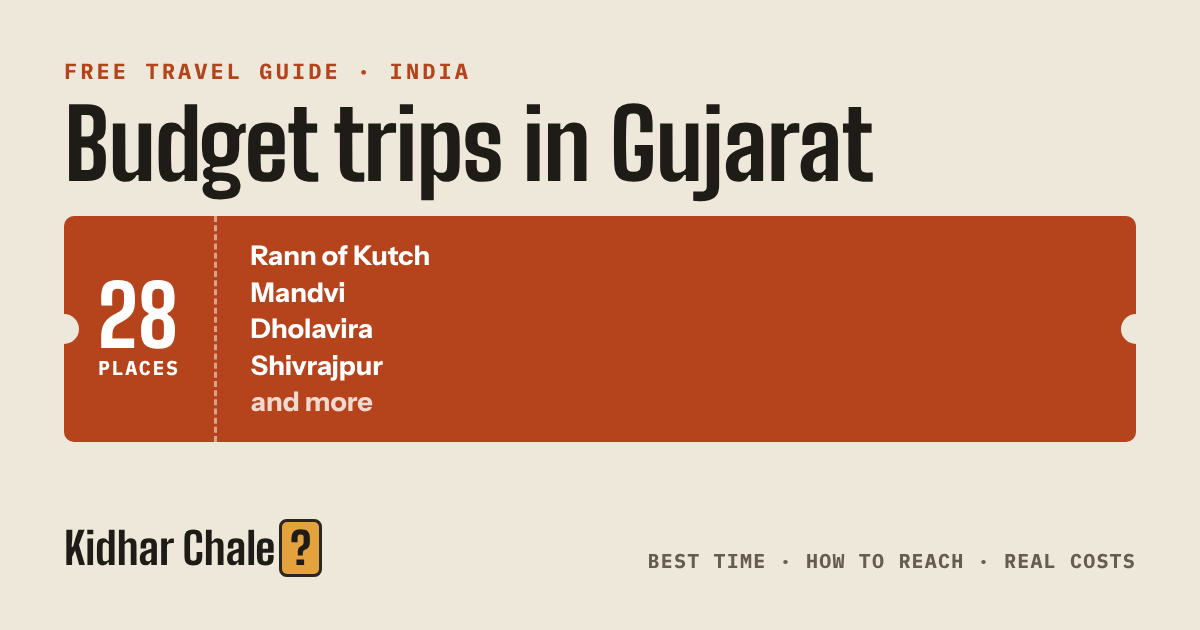 FREE TRAVEL GUIDE · INDIA
Budget trips in Gujarat
28
PLACES
Rann of Kutch
Mandvi
Dholavira
Shivrajpur
and more
Kidhar Chale ?
BEST TIME · HOW TO REACH · REAL COSTS